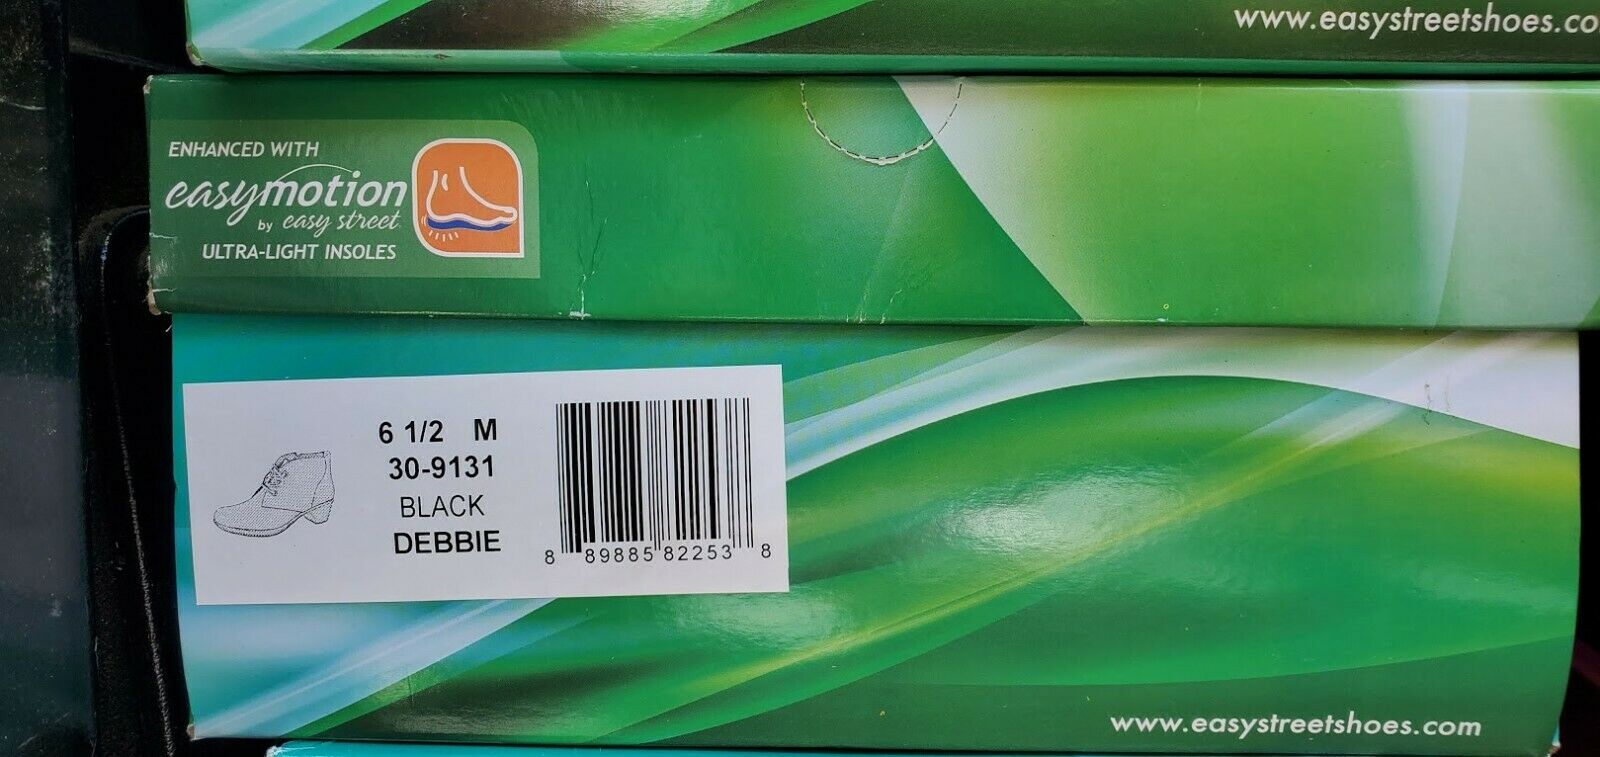 www.easystreetshoes.co
ENHANCED WITH
easymotion
by easy street
ULTRA-LIGHT INSOLES
6 1/2 M
30-9131
BLACK
DEBBIE
8 89885 82253 8
www.easystreetshoes.com